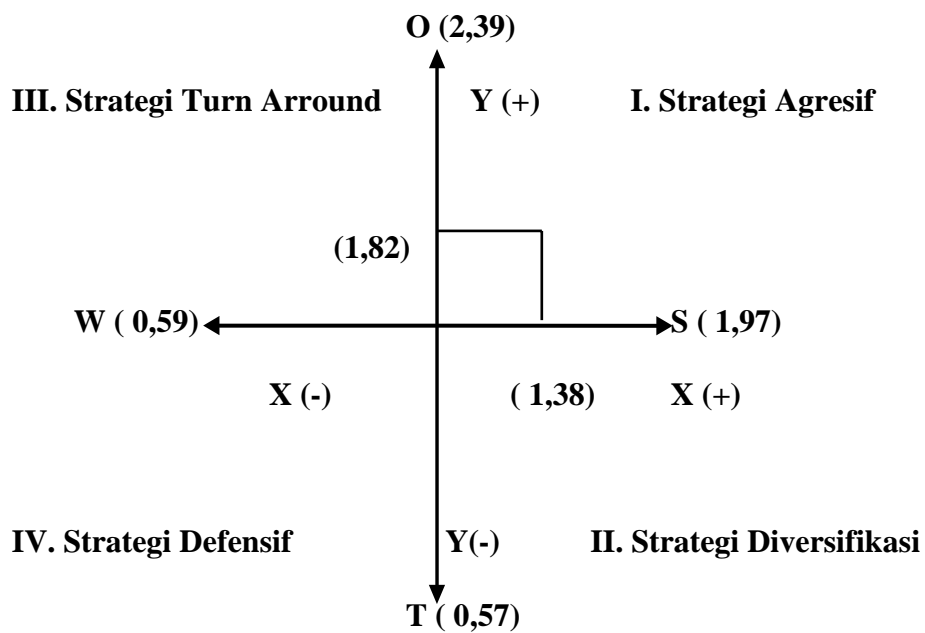 O (2,39)
III. Strategi Turn Arround
Y (+)
I. Strategi Agresif
(1,82)
W ( 0,59)
S ( 1,97)
X (-)
( 1,38)
X (+)
IV. Strategi Defensif
Y(-)
II. Strategi Diversifikasi
T ( 0,57)